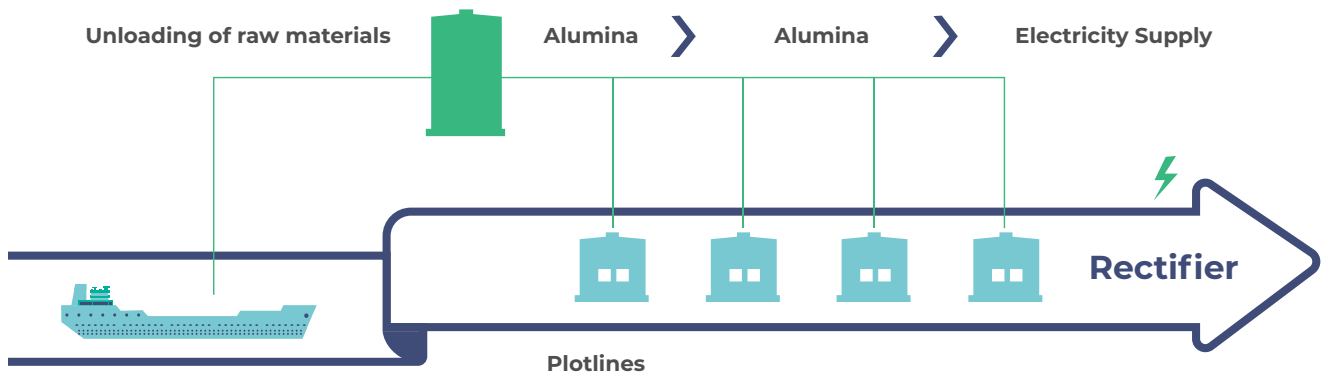 Unloading of raw materials
Alumina
Alumina
Electricity Supply
Rectifier
Plotlines